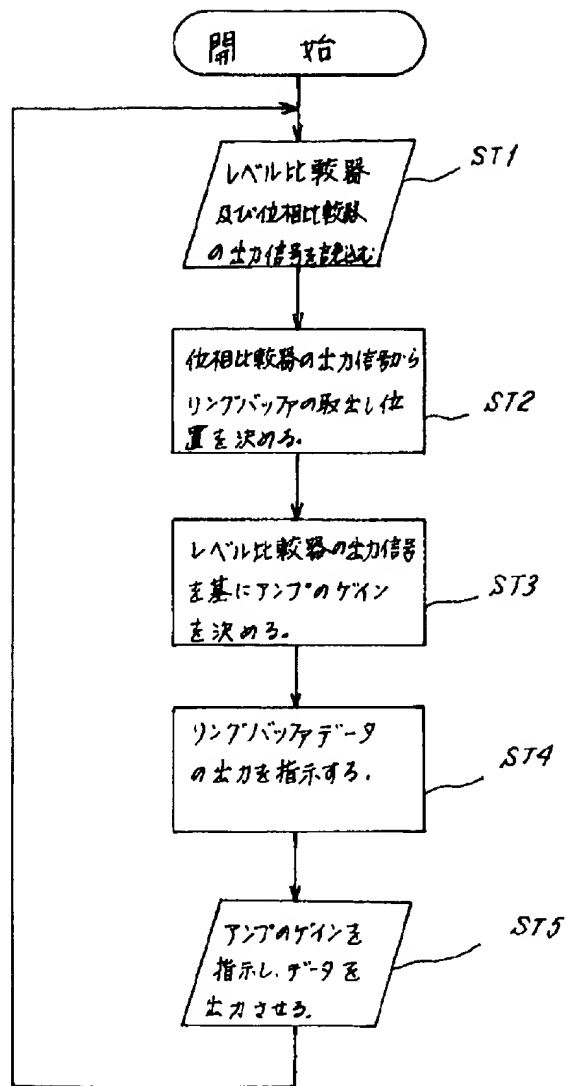 開 始
レベル比較器
及び位相比較器
の出力信号を読込む
ST1
位相比較器の出力信号から
リングバッファの取出し位
置を決める。
ST2
レベル比較器の出力信号
を基にアンプのゲイン
を決める。
ST3
リングバッファデータ
の出力を指示する.
ST4
アンプのゲインを
指示し、データを
出力させる。
ST5